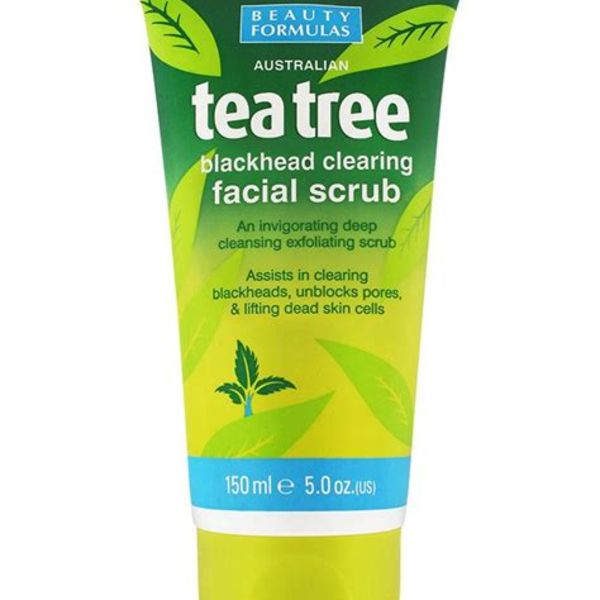 BEAUTY
FORMULAS
AUSTRALIAN
tea tree
blackhead clearing
facial scrub
An invigorating deep
cleansing exfoliating scrub
Assists in clearing
blackheads, unblocks pores,
& lifting dead skin cells
150 ml ℮ 5.0 oz.(US)